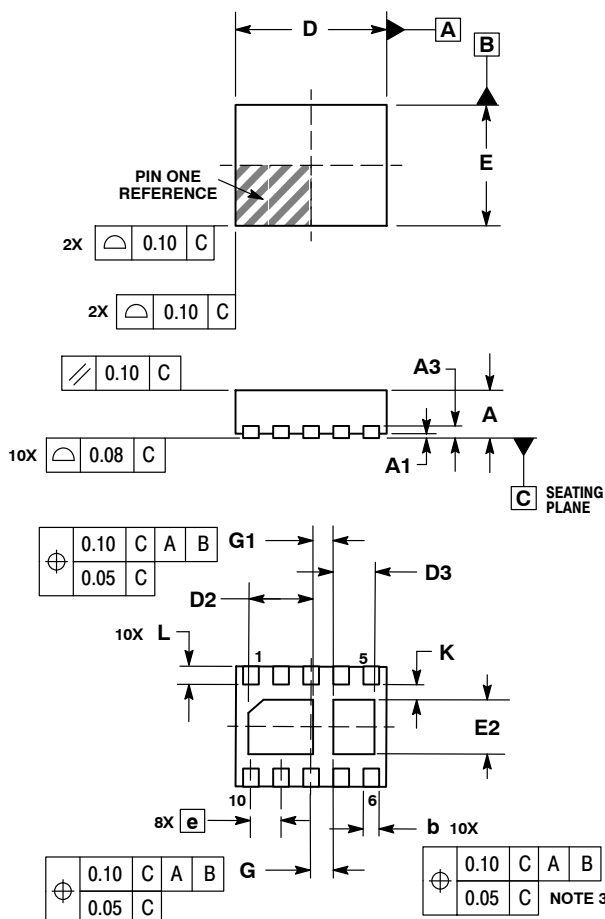 D
A
B
E
PIN ONE
REFERENCE
2X ⌓ 0.10 C
2X ⌓ 0.10 C
⫽ 0.10 C
A3
A
10X ⌓ 0.08 C
A1
C SEATING
PLANE
⌖ 0.10 C A B
0.05 C
G1
D3
D2
10X L
1
5
K
E2
10
6
8X e
b 10X
G
⌖ 0.10 C A B
0.05 C
⌖ 0.10 C A B
0.05 C NOTE 3